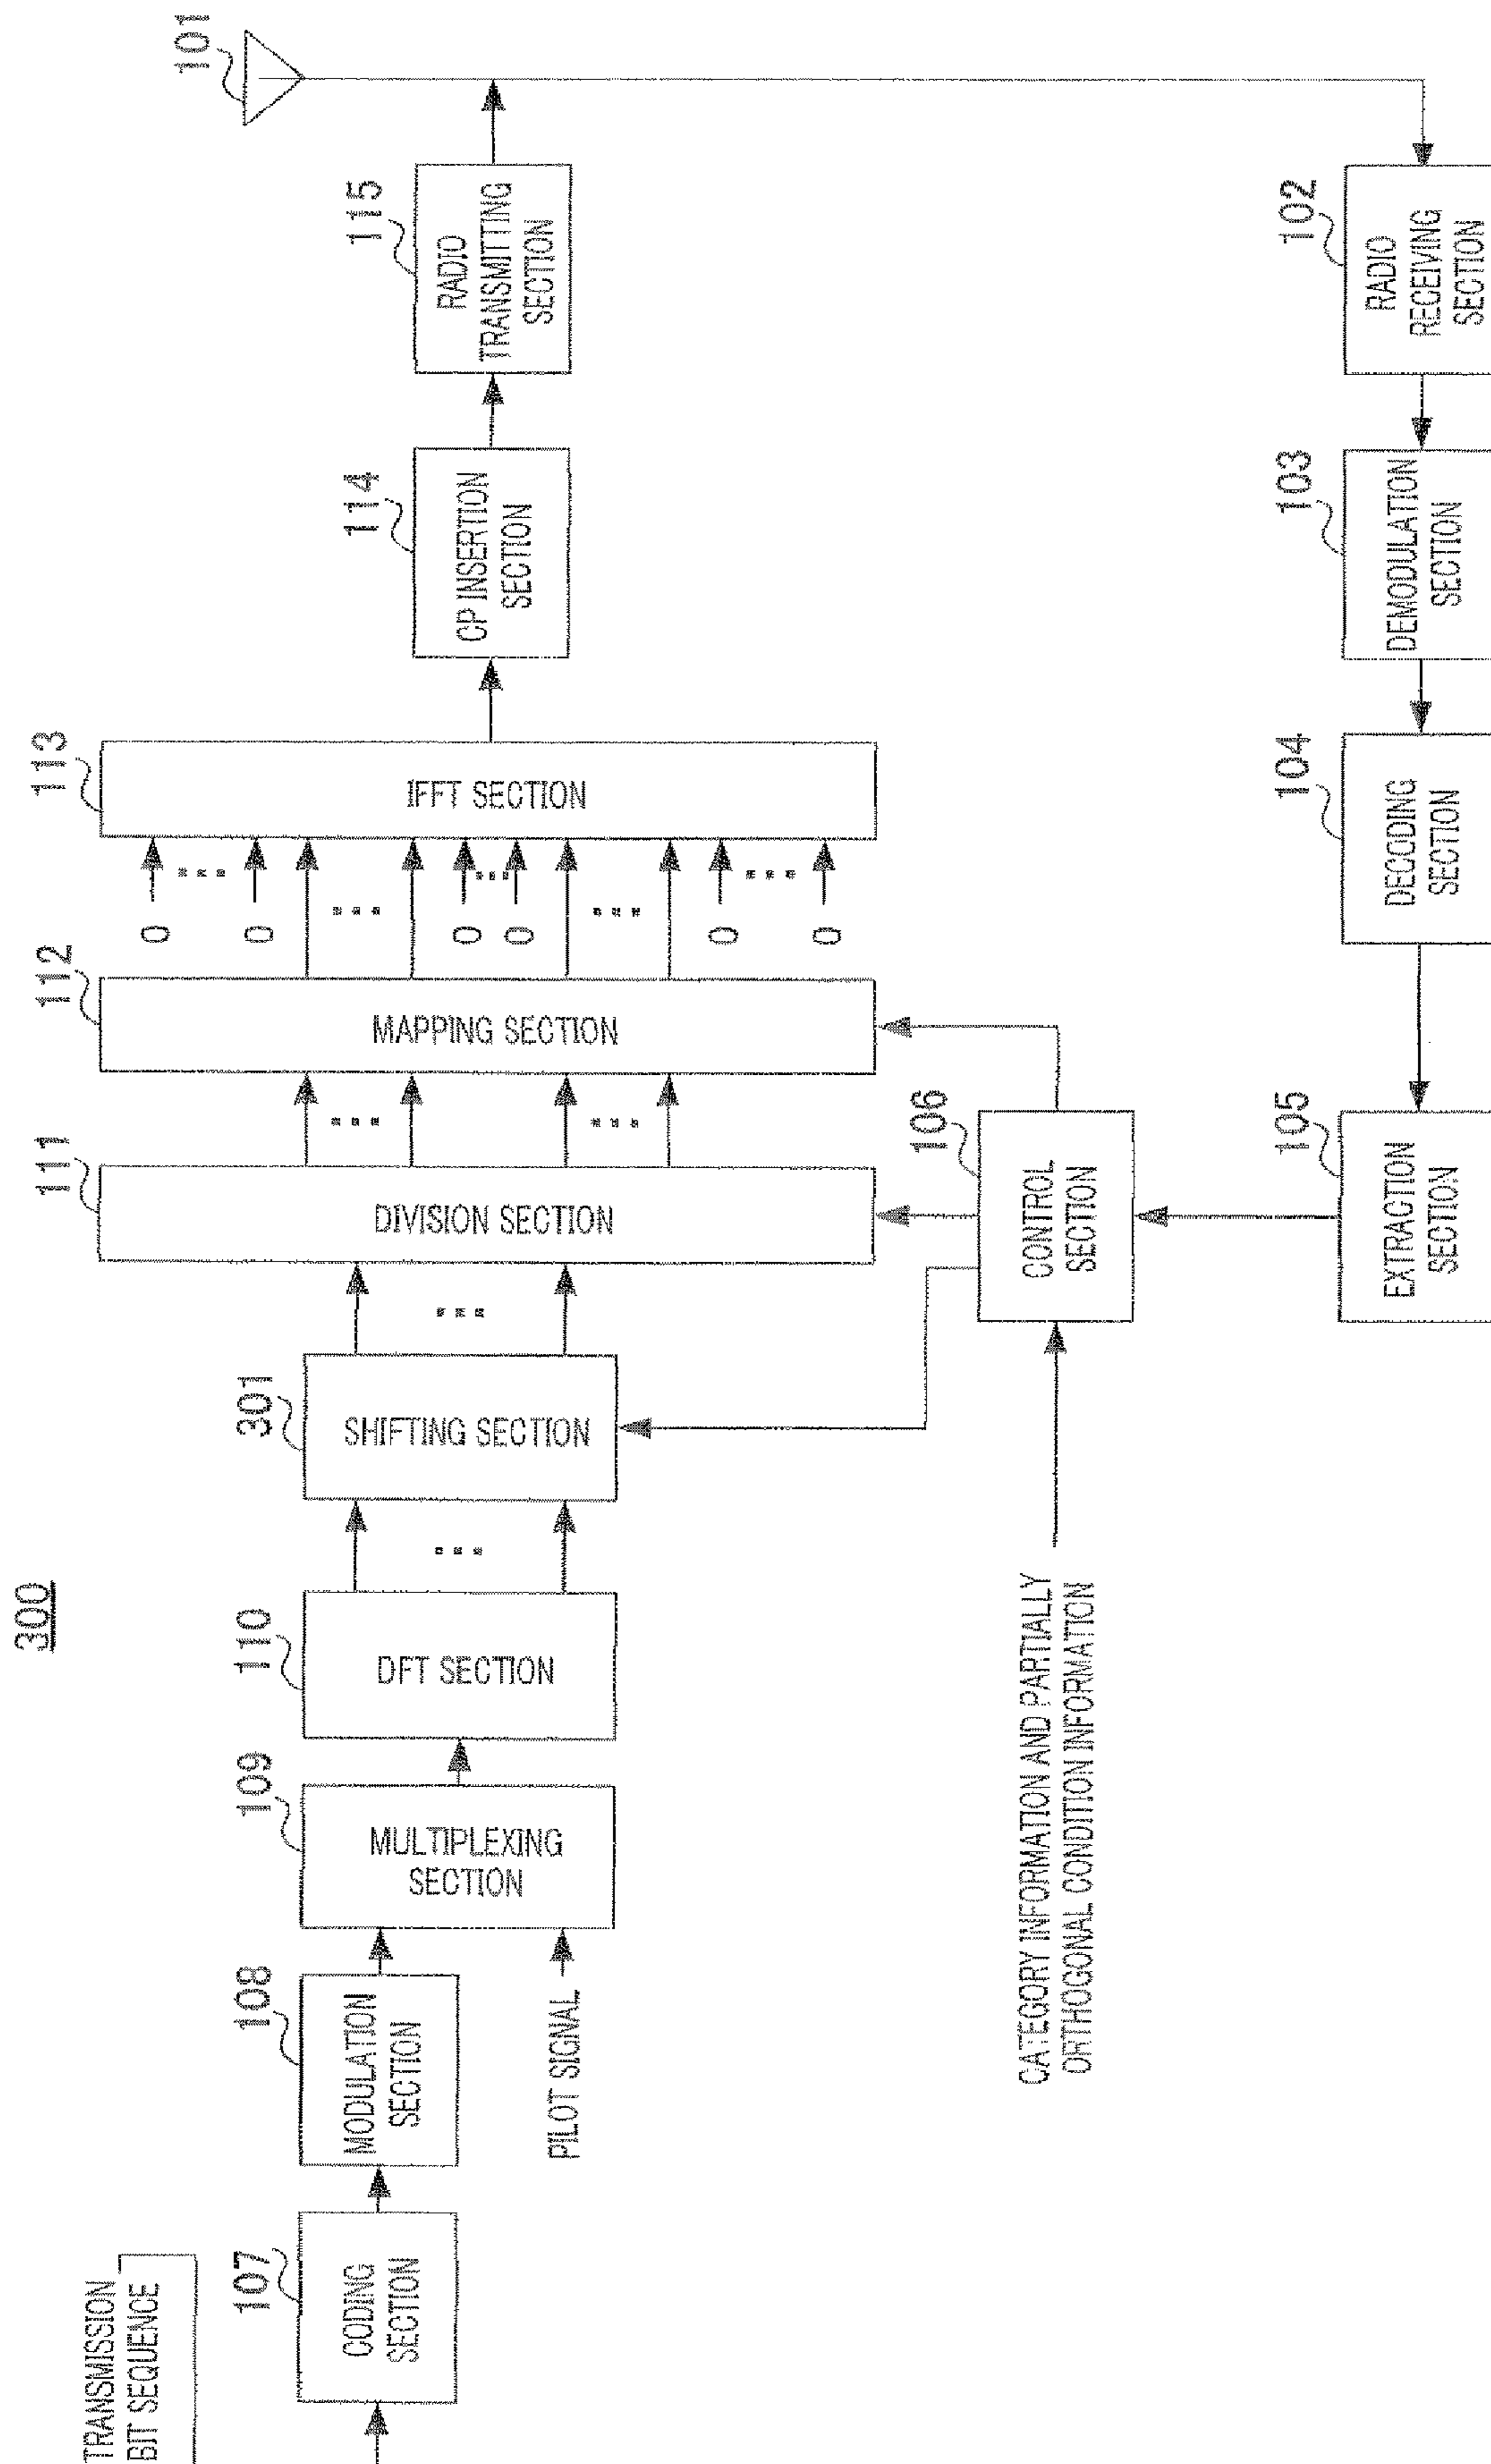 300
TRANSMISSION
BIT SEQUENCE
107
CODING
SECTION
108
MODULATION
SECTION
PILOT SIGNAL
109
MULTIPLEXING
SECTION
110
DFT SECTION
301
SHIFTING SECTION
111
DIVISION SECTION
112
MAPPING SECTION
0
0
0
0
0
0
113
IFFT SECTION
114
CP INSERTION
SECTION
115
RADIO
TRANSMITTING
SECTION
101
CATEGORY INFORMATION AND PARTIALLY
ORTHOGONAL CONDITION INFORMATION
106
CONTROL
SECTION
105
EXTRACTION
SECTION
104
DECODING
SECTION
103
DEMODULATION
SECTION
102
RADIO
RECEIVING
SECTION